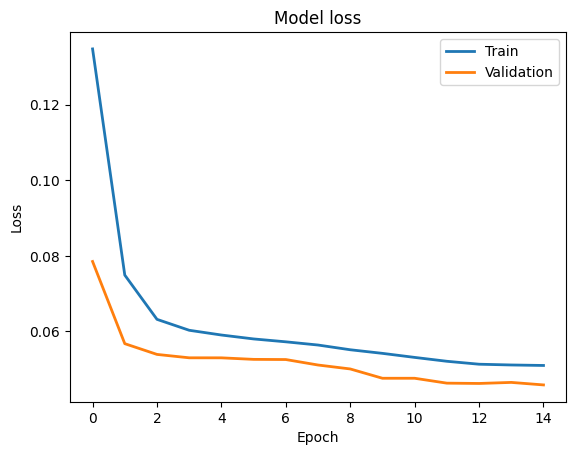 Model loss
Train
Validation
0.12
0.10
0.08
0.06
Loss
0 2 4 6 8 10 12 14
Epoch